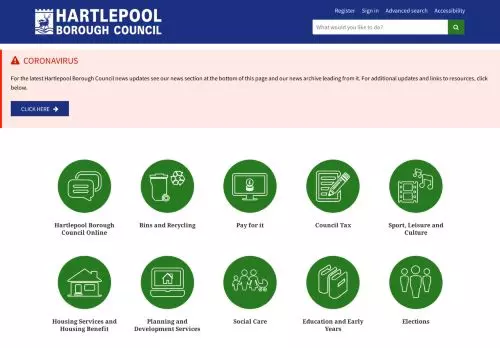 HARTLEPOOL
BOROUGH COUNCIL
Register Sign in Advanced search Accessibility
What would you like to do?
CORONAVIRUS
For the latest Hartlepool Borough Council news updates see our news section at the bottom of this page and our news archive leading from it. For additional updates and links to resources, click
below.
CLICK HERE
Hartlepool Borough
Council Online
Bins and Recycling
Pay for it
Council Tax
Sport, Leisure and
Culture
Housing Services and
Housing Benefit
Planning and
Development Services
Social Care
Education and Early
Years
Elections